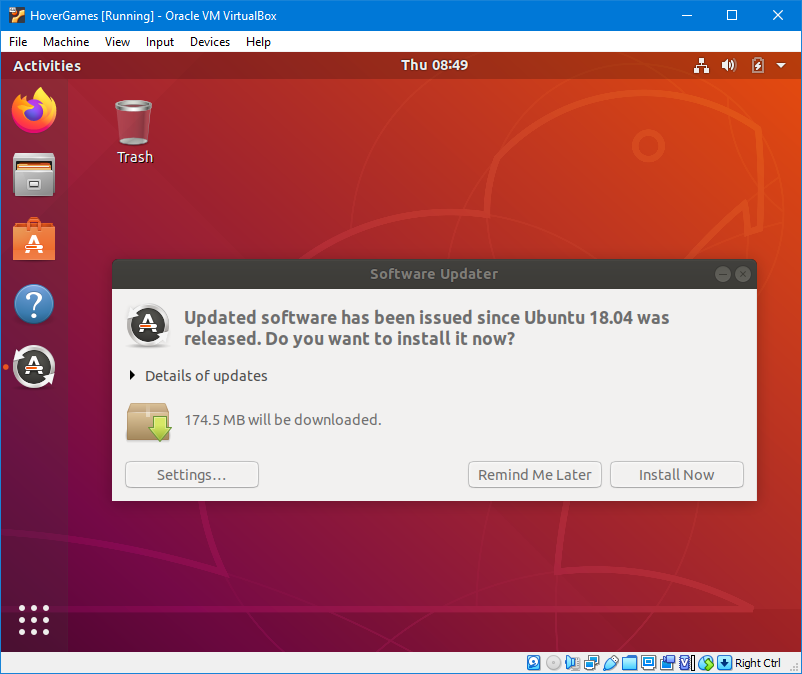 HoverGames [Running] - Oracle VM VirtualBox
File Machine View Input Devices Help
Activities
Thu 08:49
Trash
Software Updater
Updated software has been issued since Ubuntu 18.04 was
released. Do you want to install it now?
Details of updates
174.5 MB will be downloaded.
Settings...
Remind Me Later
Install Now
Right Ctrl